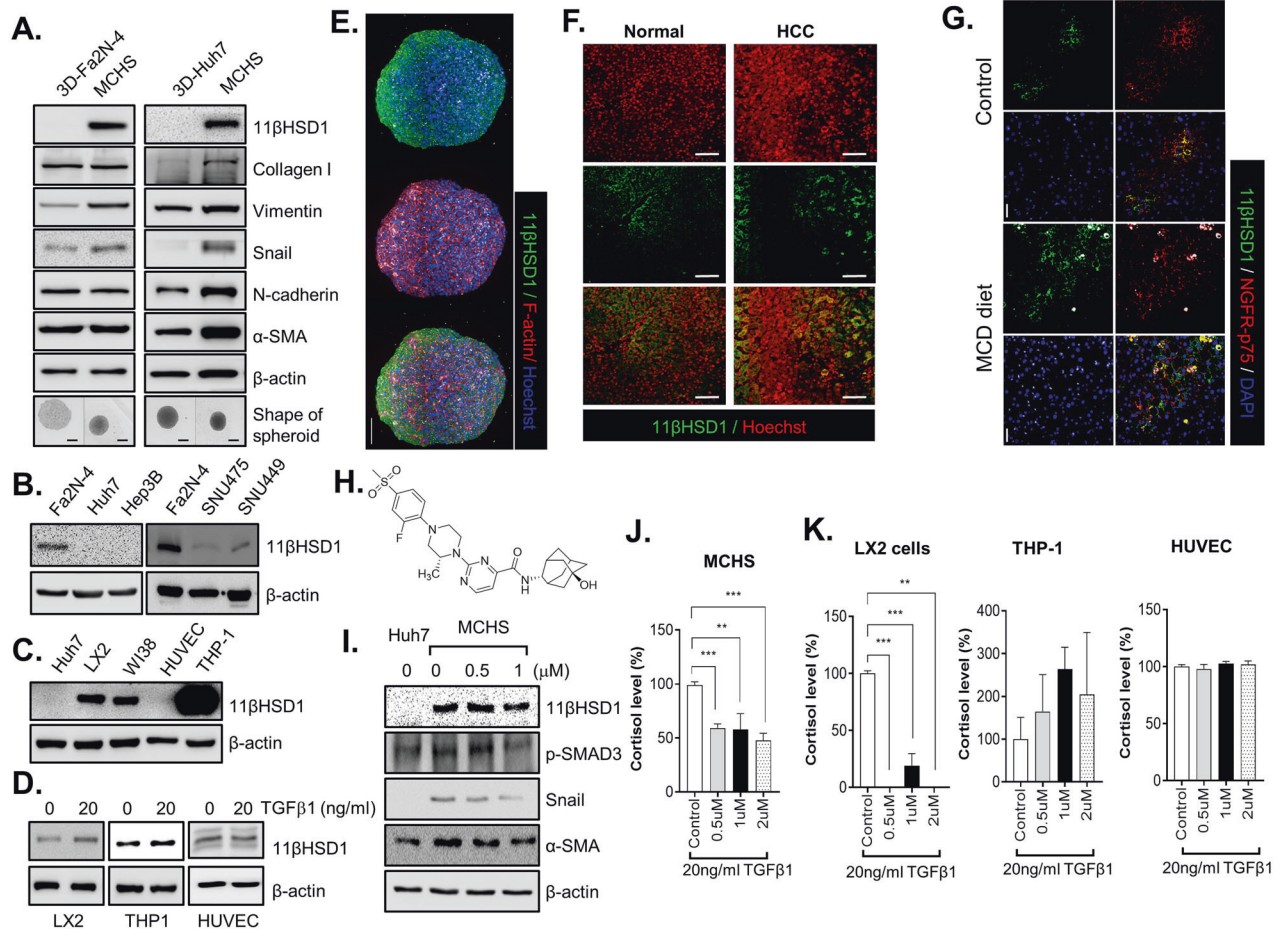 A.
3D-Fa2N-4
MCHS
3D-Huh7
MCHS
11βHSD1
Collagen I
Vimentin
Snail
N-cadherin
α-SMA
β-actin
Shape of
spheroid
B.
Fa2N-4
Huh7
Hep3B
Fa2N-4
SNU475
SNU449
11βHSD1
β-actin
C.
Huh7
LX2
WI38
HUVEC
THP-1
11βHSD1
β-actin
D.
0 20 0 20 0 20 TGFβ1 (ng/ml)
11βHSD1
β-actin
LX2 THP1 HUVEC
E.
11βHSD1 / F-actin/ Hoechst
F.
Normal HCC
11βHSD1 / Hoechst
G.
Control
MCD diet
11βHSD1 / NGFR-p75 / DAPI
H.
O
S
O
F
N
N
H3C
N
N
O
N
H
OH
I.
Huh7 MCHS
0 0 0.5 1 (μM)
11βHSD1
p-SMAD3
Snail
α-SMA
β-actin
J.
MCHS
***
**
***
Cortisol level (%)
150
100
50
0
Control
0.5uM
1uM
2uM
20ng/ml TGFβ1
K.
LX2 cells
**
***
***
Cortisol level (%)
150
100
50
0
Control
0.5uM
1uM
2uM
20ng/ml TGFβ1
THP-1
Cortisol level (%)
400
300
200
100
0
Control
0.5uM
1uM
2uM
20ng/ml TGFβ1
HUVEC
Cortisol level (%)
150
100
50
0
Control
0.5uM
1uM
2uM
20ng/ml TGFβ1